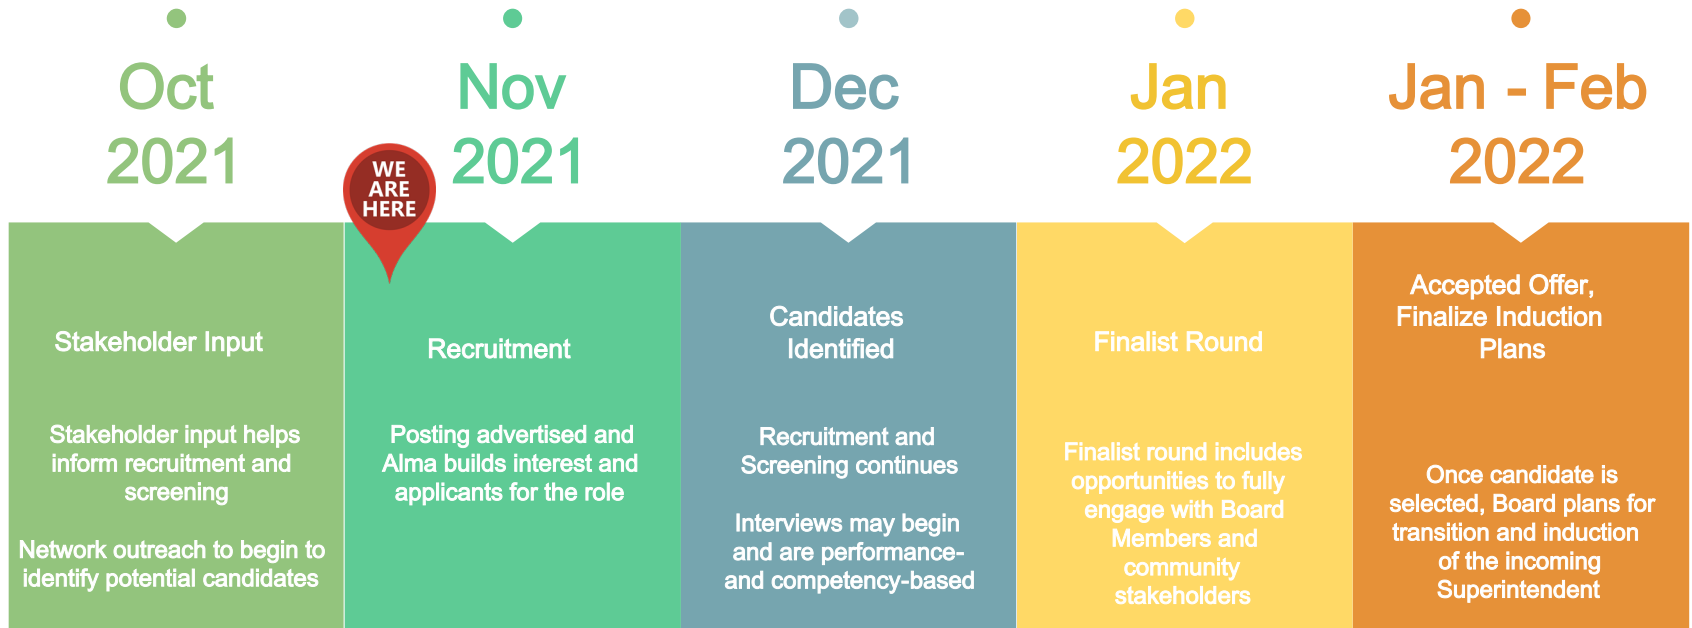 Oct
2021
Nov
2021
Dec
2021
Jan
2022
Jan - Feb
2022
WE
ARE
HERE
Stakeholder Input
Stakeholder input helps
inform recruitment and
screening
Network outreach to begin to
identify potential candidates
Recruitment
Posting advertised and
Alma builds interest and
applicants for the role
Candidates
Identified
Recruitment and
Screening continues
Interviews may begin
and are performance-
and competency-based
Finalist Round
Finalist round includes
opportunities to fully
engage with Board
Members and
community
stakeholders
Accepted Offer,
Finalize Induction
Plans
Once candidate is
selected, Board plans for
transition and induction
of the incoming
Superintendent